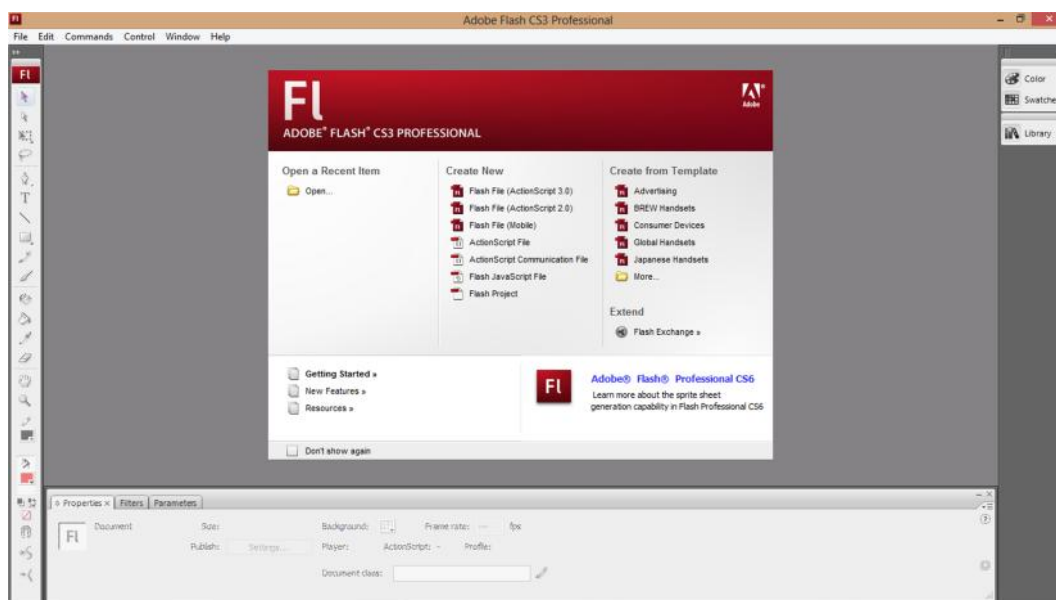 Adobe Flash CS3 Professional
File Edit Commands Control Window Help
Fl
Color
Swatche
Library
Fl
Adobe
ADOBE® FLASH® CS3 PROFESSIONAL
Open a Recent Item
Open...
Create New
Flash File (ActionScript 3.0)
Flash File (ActionScript 2.0)
Flash File (Mobile)
ActionScript File
ActionScript Communication File
Flash JavaScript File
Flash Project
Create from Template
Advertising
BREW Handsets
Consumer Devices
Global Handsets
Japanese Handsets
More...
Extend
Flash Exchange »
Getting Started »
New Features »
Resources »
Fl
Adobe® Flash® Professional CS6
Learn more about the sprite sheet
generation capability in Flash Professional CS6
Don't show again
Properties × Filters Parameters
Fl
Document Size: Background: Frame rate: --- fps
Publish: Settings... Player: ActionScript: - Profile:
Document class: